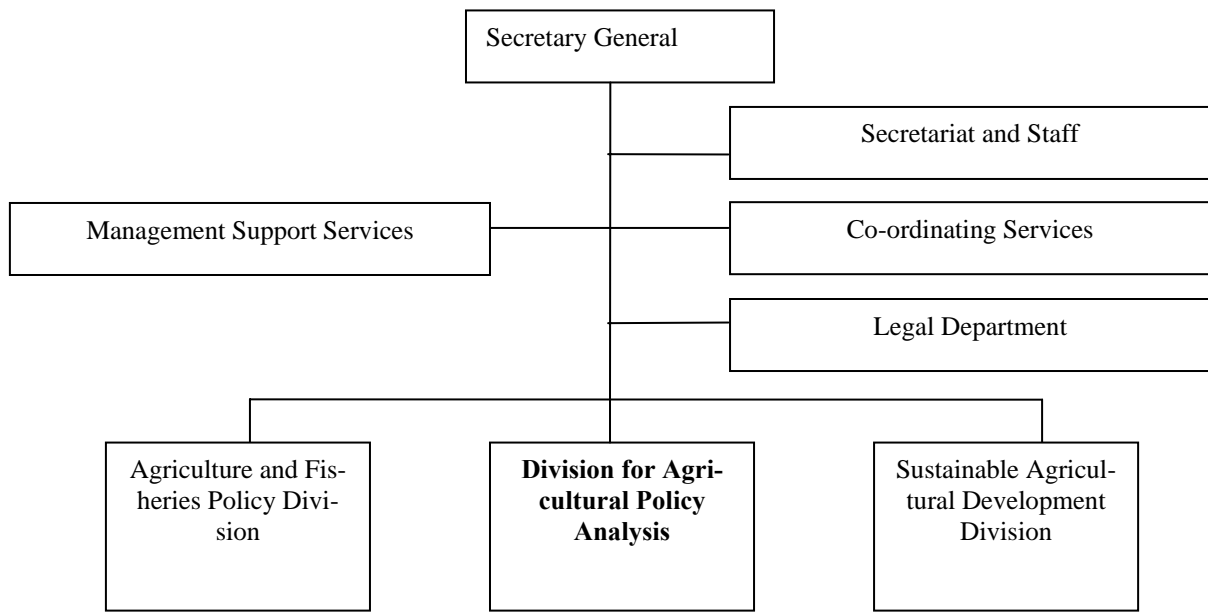 Secretary General
Secretariat and Staff
Management Support Services
Co-ordinating Services
Legal Department
Agriculture and Fis-
heries Policy Divi-
sion
Division for Agri-
cultural Policy
Analysis
Sustainable Agricul-
tural Development
Division